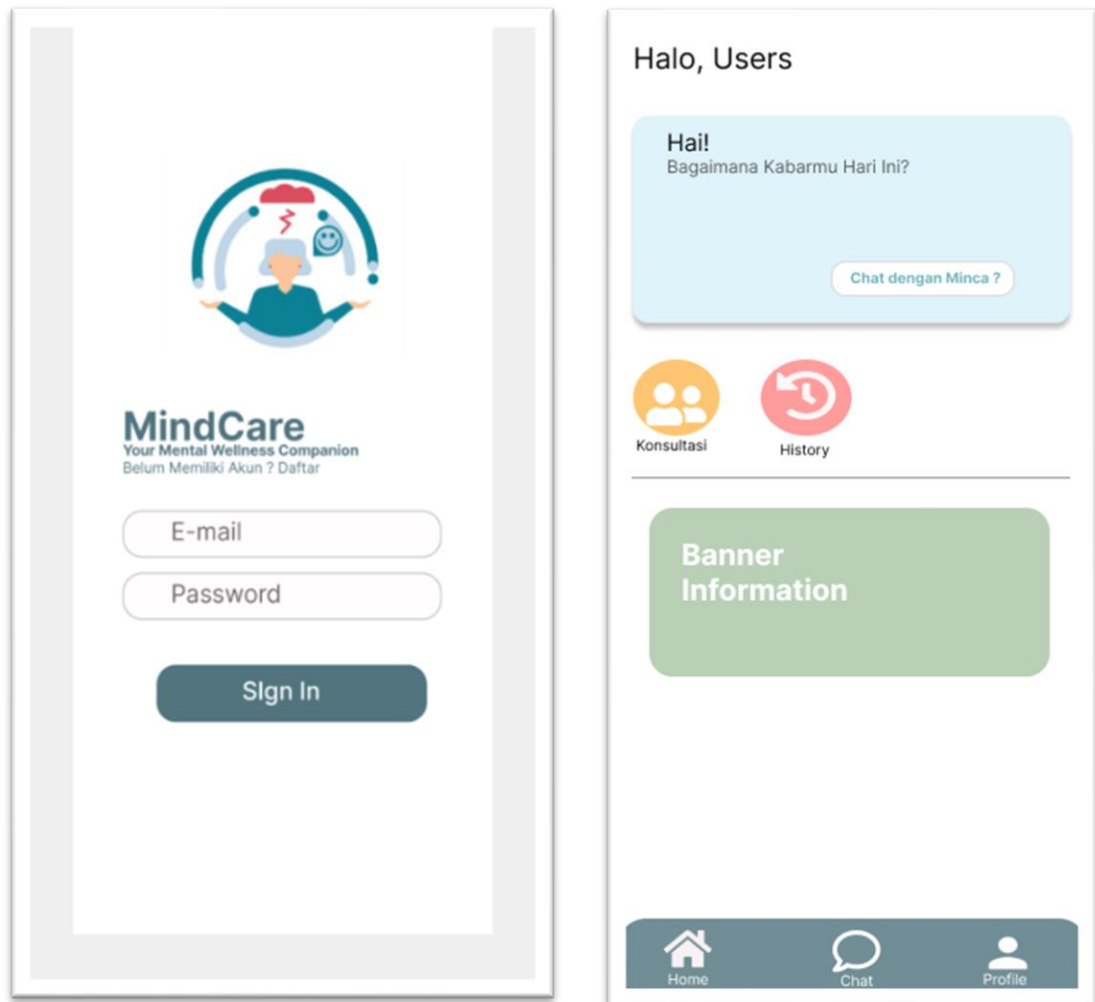 MindCare
Your Mental Wellness Companion
Belum Memiliki Akun ? Daftar
E-mail
Password
SIgn In
Halo, Users
Hai!
Bagaimana Kabarmu Hari Ini?
Chat dengan Minca ?
Konsultasi
History
Banner
Information
Home
Chat
Profile